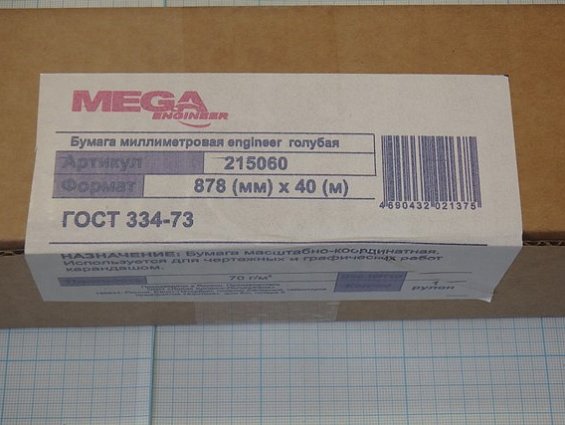 MEGA
ENGINEER
Бумага миллиметровая engineer голубая
Артикул 215060
Формат 878 (мм) x 40 (м)
4 690432 021375
ГОСТ 334-73
НАЗНАЧЕНИЕ: Бумага масштабно-координатная.
Используется для чертежных и графических работ
карандашом.
70 г/м²
1
рулон